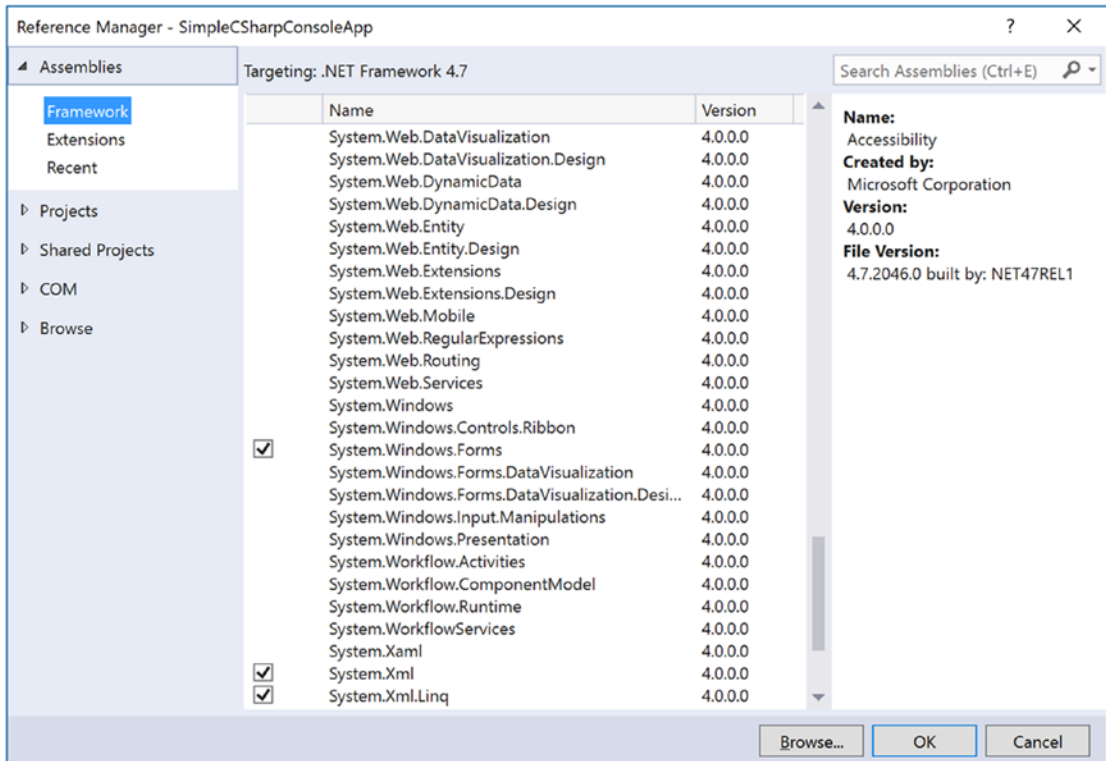 Reference Manager - SimpleCSharpConsoleApp
?
Assemblies
Framework
Extensions
Recent
Projects
Shared Projects
COM
Browse
Targeting: .NET Framework 4.7
Search Assemblies (Ctrl+E)
Name Version
System.Web.DataVisualization 4.0.0.0
System.Web.DataVisualization.Design 4.0.0.0
System.Web.DynamicData 4.0.0.0
System.Web.DynamicData.Design 4.0.0.0
System.Web.Entity 4.0.0.0
System.Web.Entity.Design 4.0.0.0
System.Web.Extensions 4.0.0.0
System.Web.Extensions.Design 4.0.0.0
System.Web.Mobile 4.0.0.0
System.Web.RegularExpressions 4.0.0.0
System.Web.Routing 4.0.0.0
System.Web.Services 4.0.0.0
System.Windows 4.0.0.0
System.Windows.Controls.Ribbon 4.0.0.0
System.Windows.Forms 4.0.0.0
System.Windows.Forms.DataVisualization 4.0.0.0
System.Windows.Forms.DataVisualization.Desi... 4.0.0.0
System.Windows.Input.Manipulations 4.0.0.0
System.Windows.Presentation 4.0.0.0
System.Workflow.Activities 4.0.0.0
System.Workflow.ComponentModel 4.0.0.0
System.Workflow.Runtime 4.0.0.0
System.WorkflowServices 4.0.0.0
System.Xaml 4.0.0.0
System.Xml 4.0.0.0
System.Xml.Linq 4.0.0.0
Name:
Accessibility
Created by:
Microsoft Corporation
Version:
4.0.0.0
File Version:
4.7.2046.0 built by: NET47REL1
Browse... OK Cancel